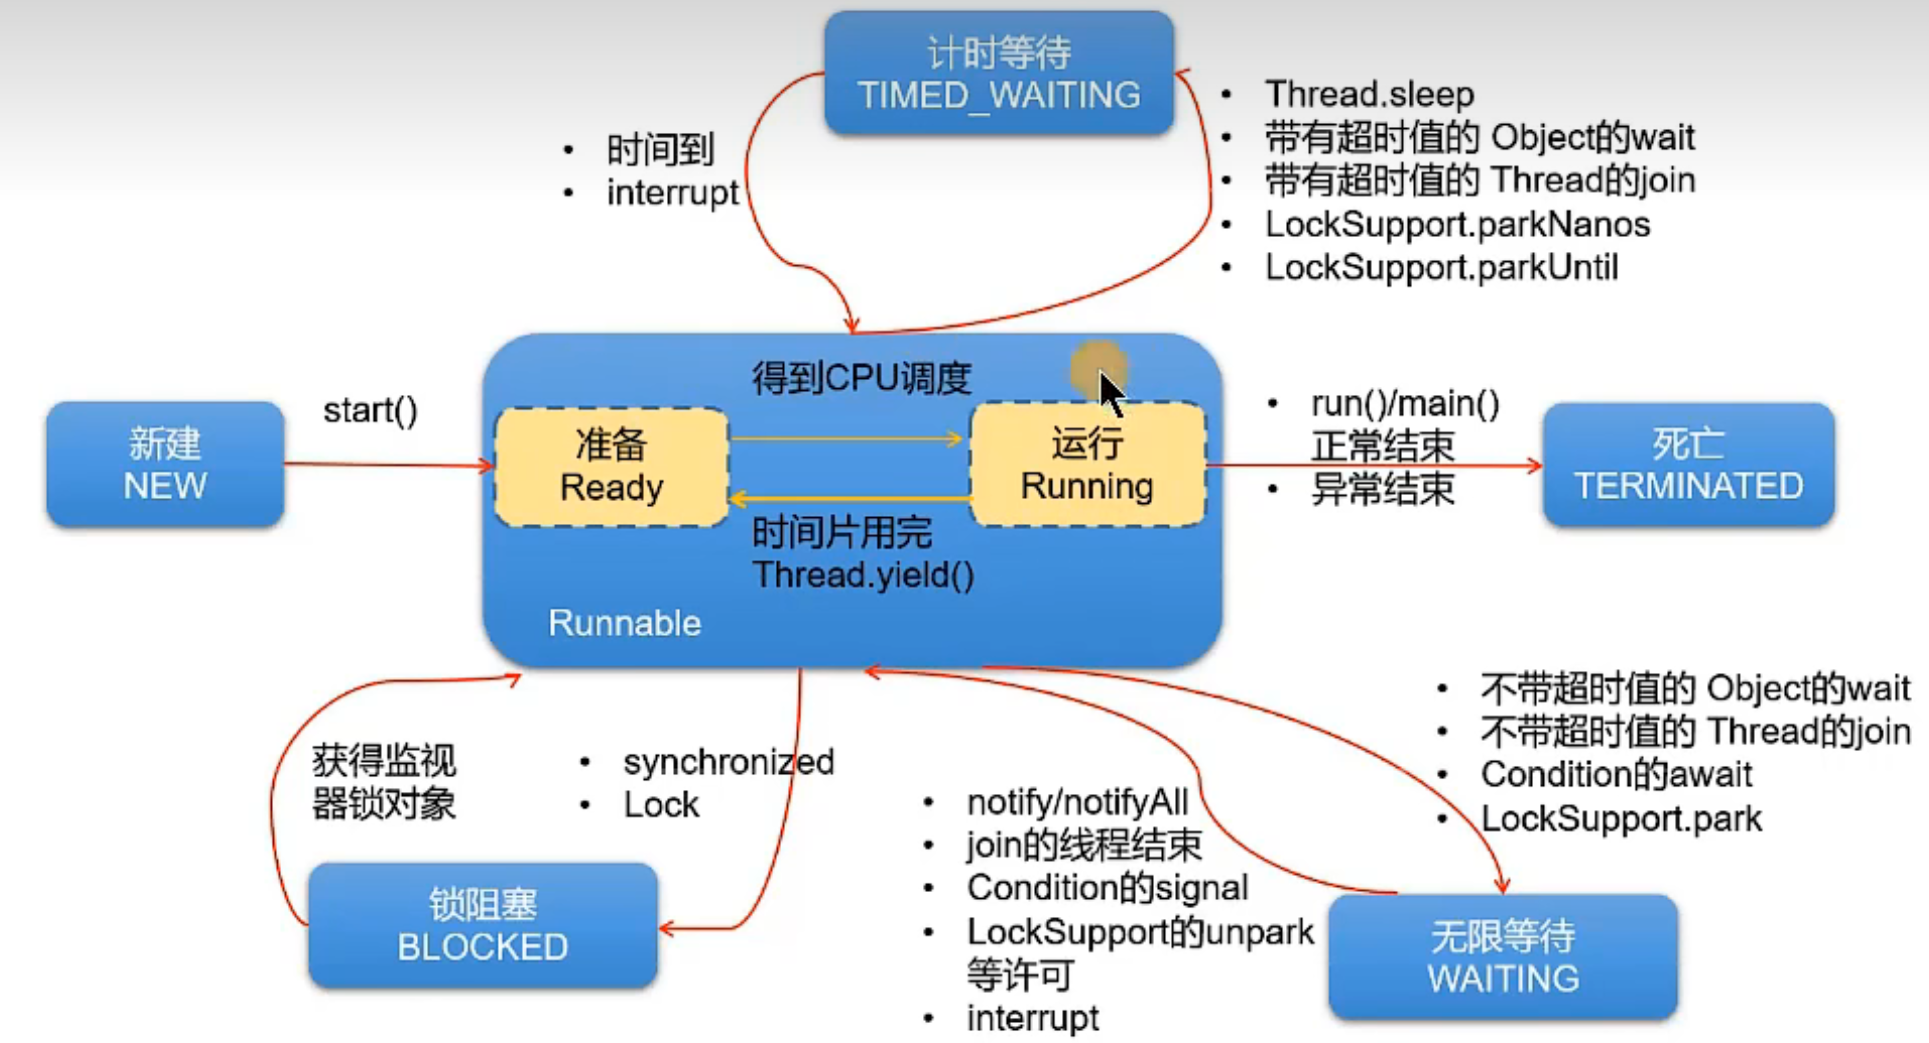 计时等待
TIMED_WAITING
• Thread.sleep
• 带有超时值的 Object的wait
• 带有超时值的 Thread的join
• LockSupport.parkNanos
• LockSupport.parkUntil
• 时间到
• interrupt
得到CPU调度
新建
NEW
start()
准备
Ready
运行
Running
• run()/main()
正常结束
• 异常结束
死亡
TERMINATED
时间片用完
Thread.yield()
Runnable
获得监视
器锁对象
• synchronized
• Lock
锁阻塞
BLOCKED
• notify/notifyAll
• join的线程结束
• Condition的signal
• LockSupport的unpark
等许可
• interrupt
• 不带超时值的 Object的wait
• 不带超时值的 Thread的join
• Condition的await
• LockSupport.park
无限等待
WAITING